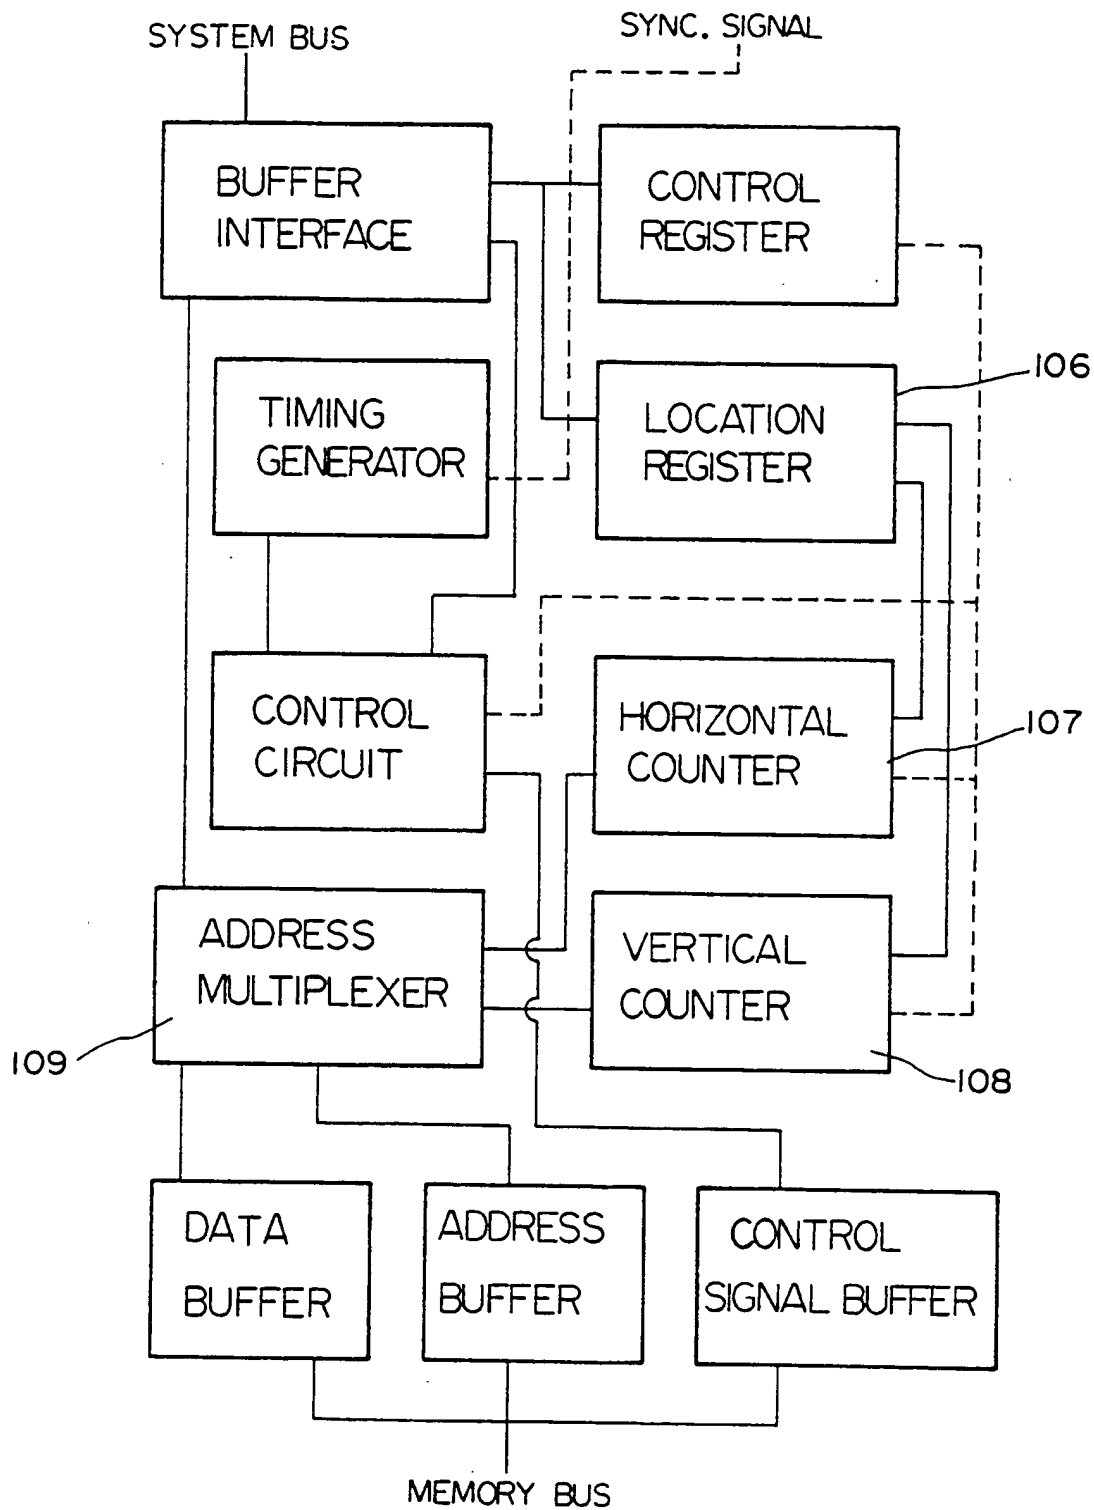 SYSTEM BUS
SYNC. SIGNAL
BUFFER
INTERFACE
CONTROL
REGISTER
TIMING
GENERATOR
LOCATION
REGISTER
106
CONTROL
CIRCUIT
HORIZONTAL
COUNTER
107
ADDRESS
MULTIPLEXER
109
VERTICAL
COUNTER
108
DATA
BUFFER
ADDRESS
BUFFER
CONTROL
SIGNAL BUFFER
MEMORY BUS